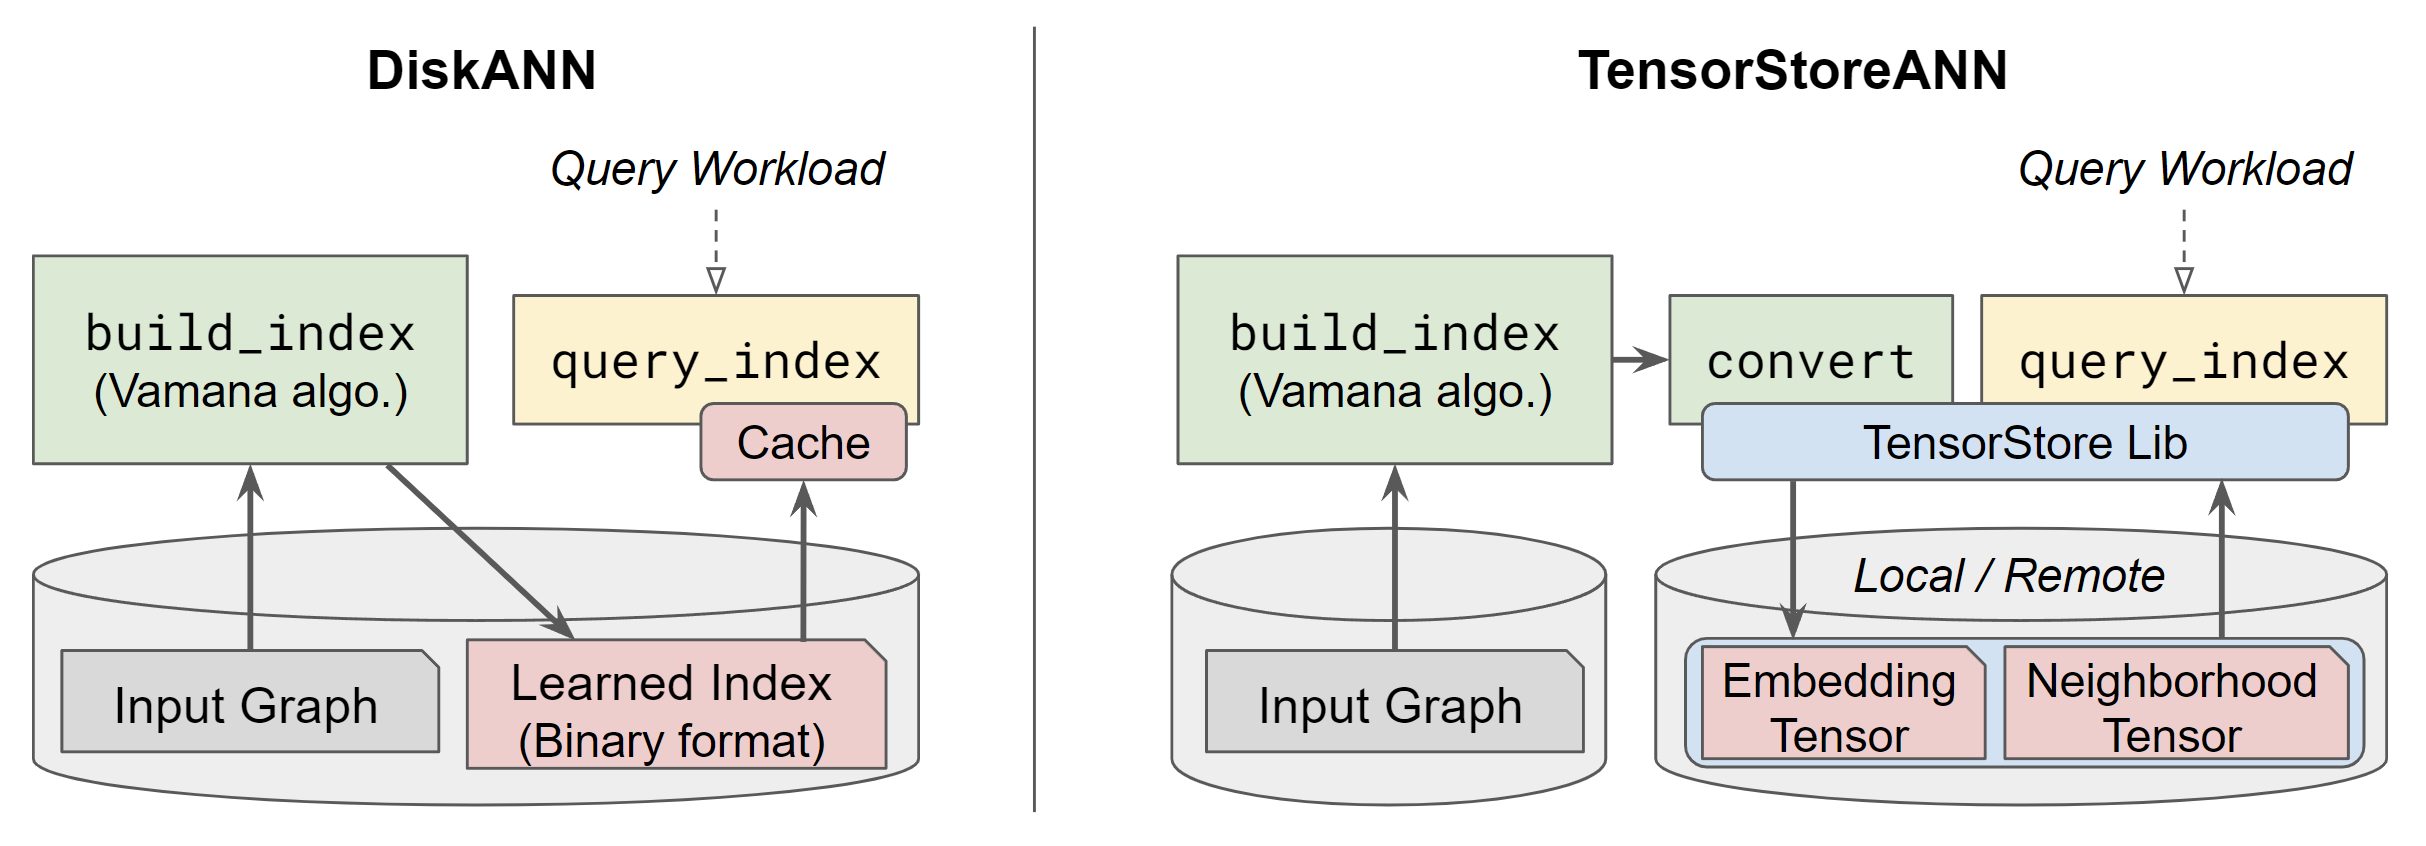 DiskANN
Query Workload
build_index
(Vamana algo.)
query_index
Cache
Input Graph
Learned Index
(Binary format)
TensorStoreANN
Query Workload
build_index
(Vamana algo.)
convert
query_index
TensorStore Lib
Local / Remote
Input Graph
Embedding
Tensor
Neighborhood
Tensor